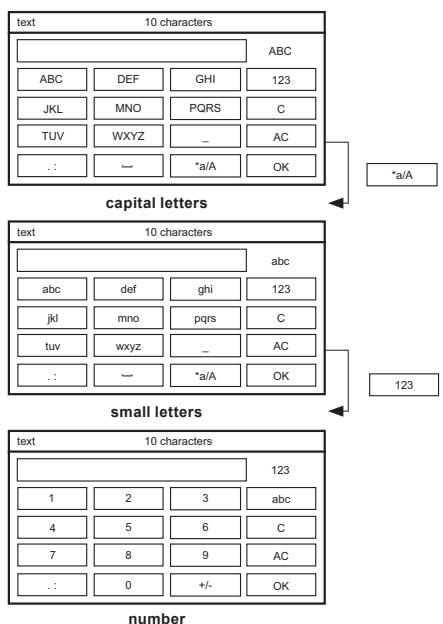 text 10 characters
ABC
ABC DEF GHI 123
JKL MNO PQRS C
TUV WXYZ _ AC
. : ⎵ *a/A OK
*a/A
capital letters
text 10 characters
abc
abc def ghi 123
jkl mno pqrs C
tuv wxyz _ AC
. : ⎵ *a/A OK
123
small letters
text 10 characters
123
1 2 3 abc
4 5 6 C
7 8 9 AC
. : 0 +/- OK
number